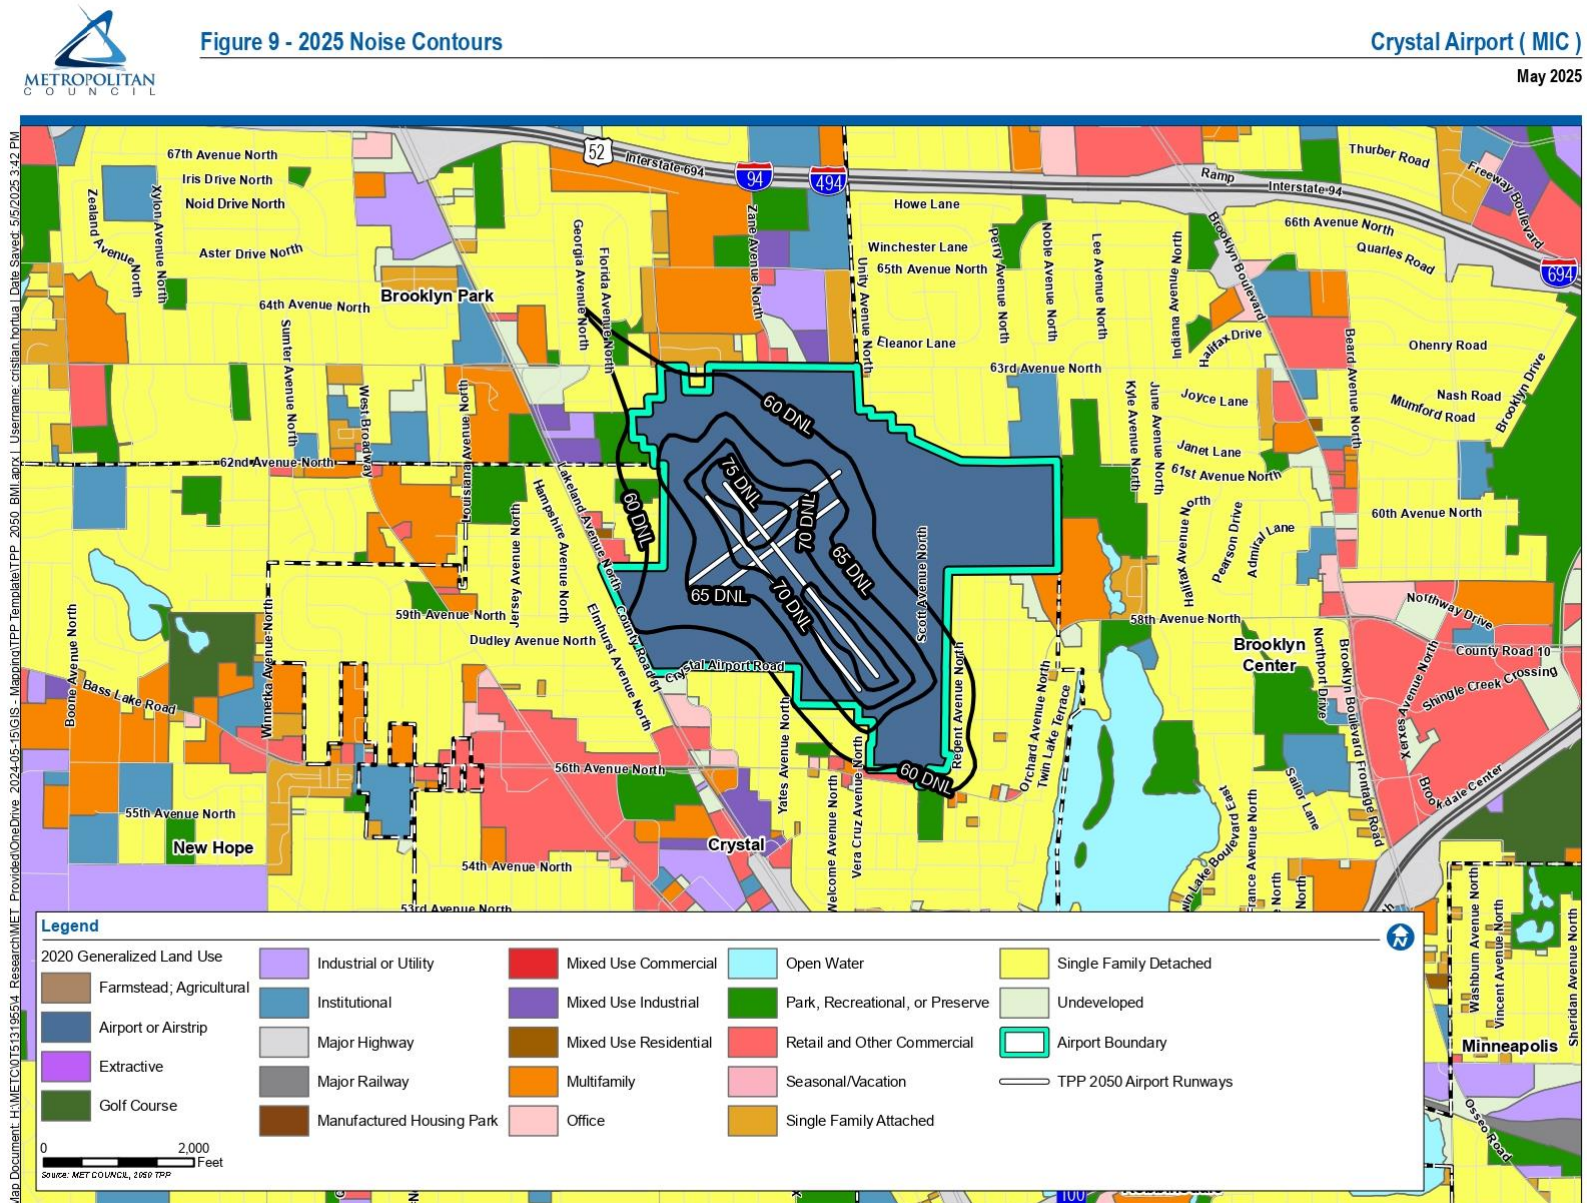 METROPOLITAN
COUNCIL
Figure 9 - 2025 Noise Contours
Crystal Airport ( MIC )
May 2025
67th Avenue North
Iris Drive North
Noid Drive North
Zealand Avenue North
Xylon Avenue North
Aster Drive North
Brooklyn Park
64th Avenue North
Sumter Avenue North
West Broadway
62nd Avenue North
Louisiana Avenue North
52
Interstate 694
94
494
Georgia Avenue North
Florida Avenue North
Zane Avenue North
Unity Avenue North
Howe Lane
Winchester Lane
65th Avenue North
Eleanor Lane
Perry Avenue North
Noble Avenue North
Lee Avenue North
Indiana Avenue North
63rd Avenue North
Ramp
Interstate 94
Thurber Road
Freeway Boulevard
66th Avenue North
Quarles Road
694
Brooklyn Boulevard
Halifax Drive
Beard Avenue North
Ohenry Road
Nash Road
Mumford Road
Brooklyn Drive
Kyle Avenue North
June Avenue North
Joyce Lane
Janet Lane
61st Avenue North
60th Avenue North
Halifax Avenue North
Pearson Drive
Admiral Lane
60 DNL
75 DNL
70 DNL
60 DNL
65 DNL
65 DNL
70 DNL
60 DNL
Scott Avenue North
Lakeland Avenue North
Hampshire Avenue North
Jersey Avenue North
59th Avenue North
Dudley Avenue North
Elmhurst Avenue North
County Road 81
Crystal Airport Road
Boone Avenue North
Bass Lake Road
Winnetka Avenue North
56th Avenue North
55th Avenue North
New Hope
54th Avenue North
53rd Avenue North
Crystal
Yates Avenue North
Welcome Avenue North
Vera Cruz Avenue North
Regent Avenue North
Orchard Avenue North
Twin Lake Terrace
58th Avenue North
Brooklyn
Center
Northport Drive
Brooklyn Boulevard Frontage Road
Xerxes Avenue North
Northway Drive
County Road 10
Shingle Creek Crossing
Brookdale Center
Sailor Lane
Twin Lake Boulevard East
France Avenue North
Washburn Avenue North
Vincent Avenue North
Sheridan Avenue North
Minneapolis
Osseo Road
100
Legend
N
2020 Generalized Land Use
Farmstead; Agricultural
Airport or Airstrip
Extractive
Golf Course
Industrial or Utility
Institutional
Major Highway
Major Railway
Manufactured Housing Park
Mixed Use Commercial
Mixed Use Industrial
Mixed Use Residential
Multifamily
Office
Open Water
Park, Recreational, or Preserve
Retail and Other Commercial
Seasonal/Vacation
Single Family Attached
Single Family Detached
Undeveloped
Airport Boundary
TPP 2050 Airport Runways
0 2,000
Feet
Source: MET COUNCIL, 2050 TPP